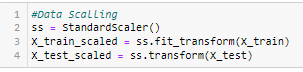 1 #Data Scalling
2 ss = StandardScaler()
3 X_train_scaled = ss.fit_transform(X_train)
4 X_test_scaled = ss.transform(X_test)